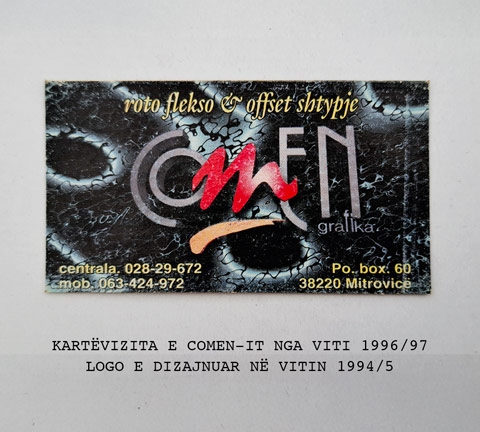 roto flekso & offset shtypje
COMEN
grafika
centrala. 028-29-672
mob. 063-424-972
Po. box. 60
38220 Mitrovicë
KARTËVIZITA E COMEN-IT NGA VITI 1996/97
LOGO E DIZAJNUAR NË VITIN 1994/5